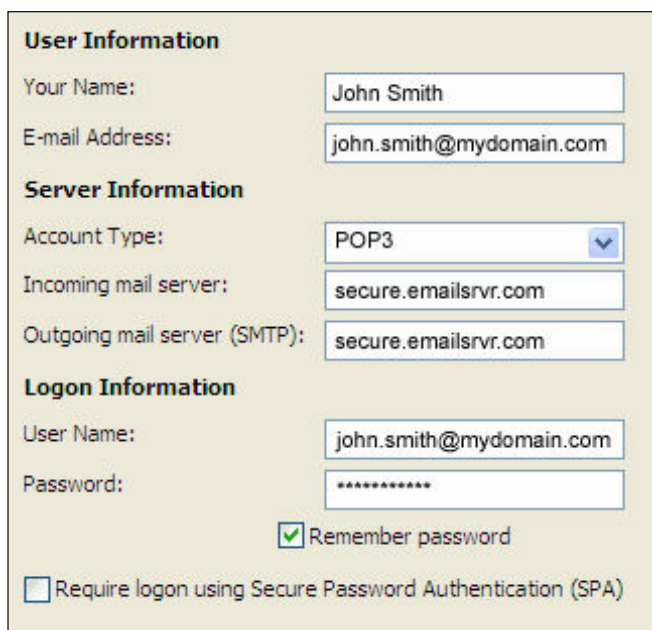 User Information
Your Name: John Smith
E-mail Address: john.smith@mydomain.com
Server Information
Account Type: POP3
Incoming mail server: secure.emailsrvr.com
Outgoing mail server (SMTP): secure.emailsrvr.com
Logon Information
User Name: john.smith@mydomain.com
Password: ***********
Remember password
Require logon using Secure Password Authentication (SPA)